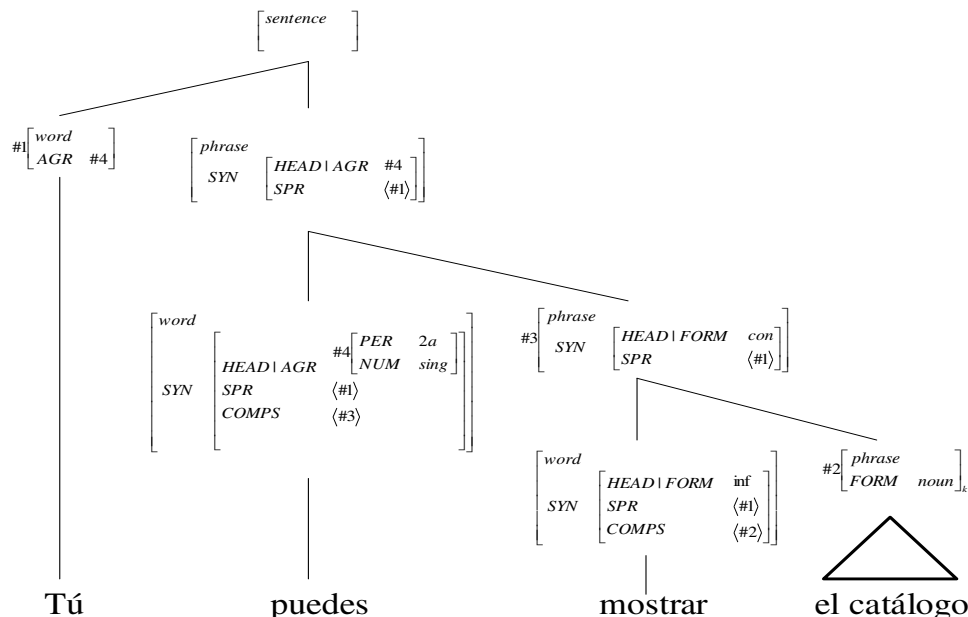 sentence
#1 word
AGR #4
phrase
SYN HEAD | AGR #4
SPR ⟨#1⟩
word
SYN HEAD | AGR #4 PER 2a
NUM sing
SPR ⟨#1⟩
COMPS ⟨#3⟩
#3 phrase
SYN HEAD | FORM con
SPR ⟨#1⟩
word
SYN HEAD | FORM inf
SPR ⟨#1⟩
COMPS ⟨#2⟩
#2 phrase
FORM noun k
Tú puedes mostrar el catálogo